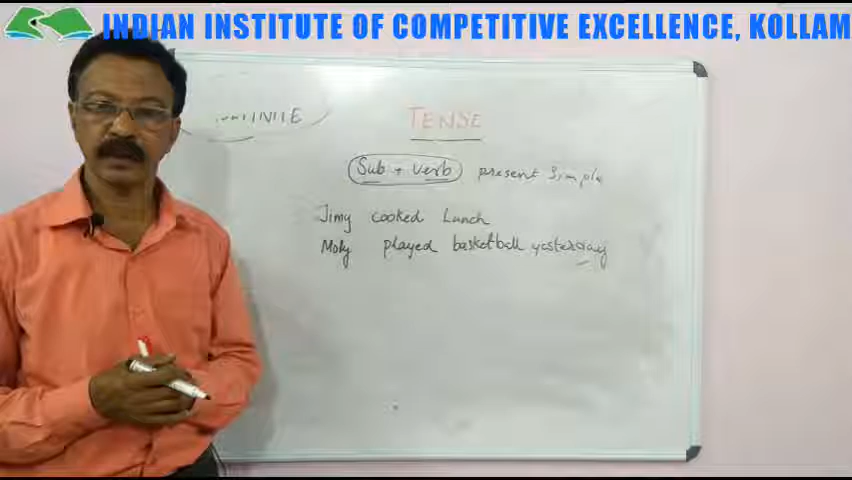 INDIAN INSTITUTE OF COMPETITIVE EXCELLENCE, KOLLAM
TENSE
Sub + Verb present Simple
Jimy cooked Lunch
Moly played basketball yesterday